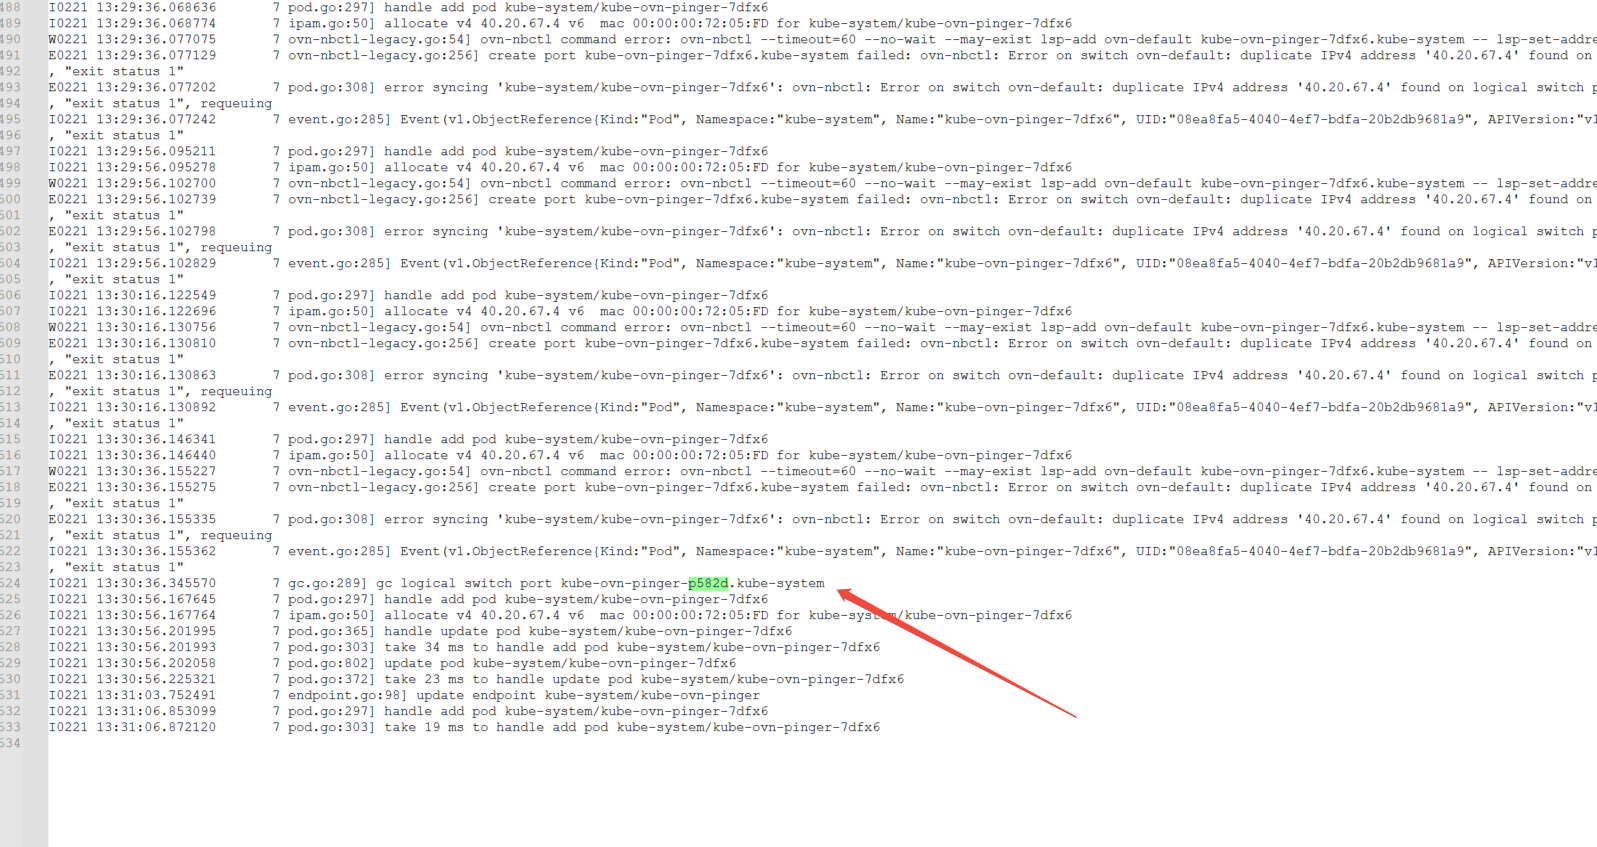 488 I0221 13:29:36.068636 7 pod.go:297] handle add pod kube-system/kube-ovn-pinger-7dfx6
489 I0221 13:29:36.068774 7 ipam.go:50] allocate v4 40.20.67.4 v6 mac 00:00:00:72:05:FD for kube-system/kube-ovn-pinger-7dfx6
490 W0221 13:29:36.077075 7 ovn-nbctl-legacy.go:54] ovn-nbctl command error: ovn-nbctl --timeout=60 --no-wait --may-exist lsp-add ovn-default kube-ovn-pinger-7dfx6.kube-system -- lsp-set-addre
491 E0221 13:29:36.077129 7 ovn-nbctl-legacy.go:256] create port kube-ovn-pinger-7dfx6.kube-system failed: ovn-nbctl: Error on switch ovn-default: duplicate IPv4 address '40.20.67.4' found on
492 , "exit status 1"
493 E0221 13:29:36.077202 7 pod.go:308] error syncing 'kube-system/kube-ovn-pinger-7dfx6': ovn-nbctl: Error on switch ovn-default: duplicate IPv4 address '40.20.67.4' found on logical switch p
494 , "exit status 1", requeuing
495 I0221 13:29:36.077242 7 event.go:285] Event(v1.ObjectReference{Kind:"Pod", Namespace:"kube-system", Name:"kube-ovn-pinger-7dfx6", UID:"08ea8fa5-4040-4ef7-bdfa-20b2db9681a9", APIVersion:"v1
496 , "exit status 1"
497 I0221 13:29:56.095211 7 pod.go:297] handle add pod kube-system/kube-ovn-pinger-7dfx6
498 I0221 13:29:56.095278 7 ipam.go:50] allocate v4 40.20.67.4 v6 mac 00:00:00:72:05:FD for kube-system/kube-ovn-pinger-7dfx6
499 W0221 13:29:56.102700 7 ovn-nbctl-legacy.go:54] ovn-nbctl command error: ovn-nbctl --timeout=60 --no-wait --may-exist lsp-add ovn-default kube-ovn-pinger-7dfx6.kube-system -- lsp-set-addre
500 E0221 13:29:56.102739 7 ovn-nbctl-legacy.go:256] create port kube-ovn-pinger-7dfx6.kube-system failed: ovn-nbctl: Error on switch ovn-default: duplicate IPv4 address '40.20.67.4' found on
501 , "exit status 1"
502 E0221 13:29:56.102798 7 pod.go:308] error syncing 'kube-system/kube-ovn-pinger-7dfx6': ovn-nbctl: Error on switch ovn-default: duplicate IPv4 address '40.20.67.4' found on logical switch p
503 , "exit status 1", requeuing
504 I0221 13:29:56.102829 7 event.go:285] Event(v1.ObjectReference{Kind:"Pod", Namespace:"kube-system", Name:"kube-ovn-pinger-7dfx6", UID:"08ea8fa5-4040-4ef7-bdfa-20b2db9681a9", APIVersion:"v1
505 , "exit status 1"
506 I0221 13:30:16.122549 7 pod.go:297] handle add pod kube-system/kube-ovn-pinger-7dfx6
507 I0221 13:30:16.122696 7 ipam.go:50] allocate v4 40.20.67.4 v6 mac 00:00:00:72:05:FD for kube-system/kube-ovn-pinger-7dfx6
508 W0221 13:30:16.130756 7 ovn-nbctl-legacy.go:54] ovn-nbctl command error: ovn-nbctl --timeout=60 --no-wait --may-exist lsp-add ovn-default kube-ovn-pinger-7dfx6.kube-system -- lsp-set-addre
509 E0221 13:30:16.130810 7 ovn-nbctl-legacy.go:256] create port kube-ovn-pinger-7dfx6.kube-system failed: ovn-nbctl: Error on switch ovn-default: duplicate IPv4 address '40.20.67.4' found on
510 , "exit status 1"
511 E0221 13:30:16.130863 7 pod.go:308] error syncing 'kube-system/kube-ovn-pinger-7dfx6': ovn-nbctl: Error on switch ovn-default: duplicate IPv4 address '40.20.67.4' found on logical switch p
512 , "exit status 1", requeuing
513 I0221 13:30:16.130892 7 event.go:285] Event(v1.ObjectReference{Kind:"Pod", Namespace:"kube-system", Name:"kube-ovn-pinger-7dfx6", UID:"08ea8fa5-4040-4ef7-bdfa-20b2db9681a9", APIVersion:"v1
514 , "exit status 1"
515 I0221 13:30:36.146341 7 pod.go:297] handle add pod kube-system/kube-ovn-pinger-7dfx6
516 I0221 13:30:36.146440 7 ipam.go:50] allocate v4 40.20.67.4 v6 mac 00:00:00:72:05:FD for kube-system/kube-ovn-pinger-7dfx6
517 W0221 13:30:36.155227 7 ovn-nbctl-legacy.go:54] ovn-nbctl command error: ovn-nbctl --timeout=60 --no-wait --may-exist lsp-add ovn-default kube-ovn-pinger-7dfx6.kube-system -- lsp-set-addre
518 E0221 13:30:36.155275 7 ovn-nbctl-legacy.go:256] create port kube-ovn-pinger-7dfx6.kube-system failed: ovn-nbctl: Error on switch ovn-default: duplicate IPv4 address '40.20.67.4' found on
519 , "exit status 1"
520 E0221 13:30:36.155335 7 pod.go:308] error syncing 'kube-system/kube-ovn-pinger-7dfx6': ovn-nbctl: Error on switch ovn-default: duplicate IPv4 address '40.20.67.4' found on logical switch p
521 , "exit status 1", requeuing
522 I0221 13:30:36.155362 7 event.go:285] Event(v1.ObjectReference{Kind:"Pod", Namespace:"kube-system", Name:"kube-ovn-pinger-7dfx6", UID:"08ea8fa5-4040-4ef7-bdfa-20b2db9681a9", APIVersion:"v1
523 , "exit status 1"
524 I0221 13:30:36.345570 7 gc.go:289] gc logical switch port kube-ovn-pinger-p582d.kube-system
525 I0221 13:30:56.167645 7 pod.go:297] handle add pod kube-system/kube-ovn-pinger-7dfx6
526 I0221 13:30:56.167764 7 ipam.go:50] allocate v4 40.20.67.4 v6 mac 00:00:00:72:05:FD for kube-system/kube-ovn-pinger-7dfx6
527 I0221 13:30:56.201995 7 pod.go:365] handle update pod kube-system/kube-ovn-pinger-7dfx6
528 I0221 13:30:56.201993 7 pod.go:303] take 34 ms to handle add pod kube-system/kube-ovn-pinger-7dfx6
529 I0221 13:30:56.202058 7 pod.go:802] update pod kube-system/kube-ovn-pinger-7dfx6
530 I0221 13:30:56.225321 7 pod.go:372] take 23 ms to handle update pod kube-system/kube-ovn-pinger-7dfx6
531 I0221 13:31:03.752491 7 endpoint.go:98] update endpoint kube-system/kube-ovn-pinger
532 I0221 13:31:06.853099 7 pod.go:297] handle add pod kube-system/kube-ovn-pinger-7dfx6
533 I0221 13:31:06.872120 7 pod.go:303] take 19 ms to handle add pod kube-system/kube-ovn-pinger-7dfx6
534